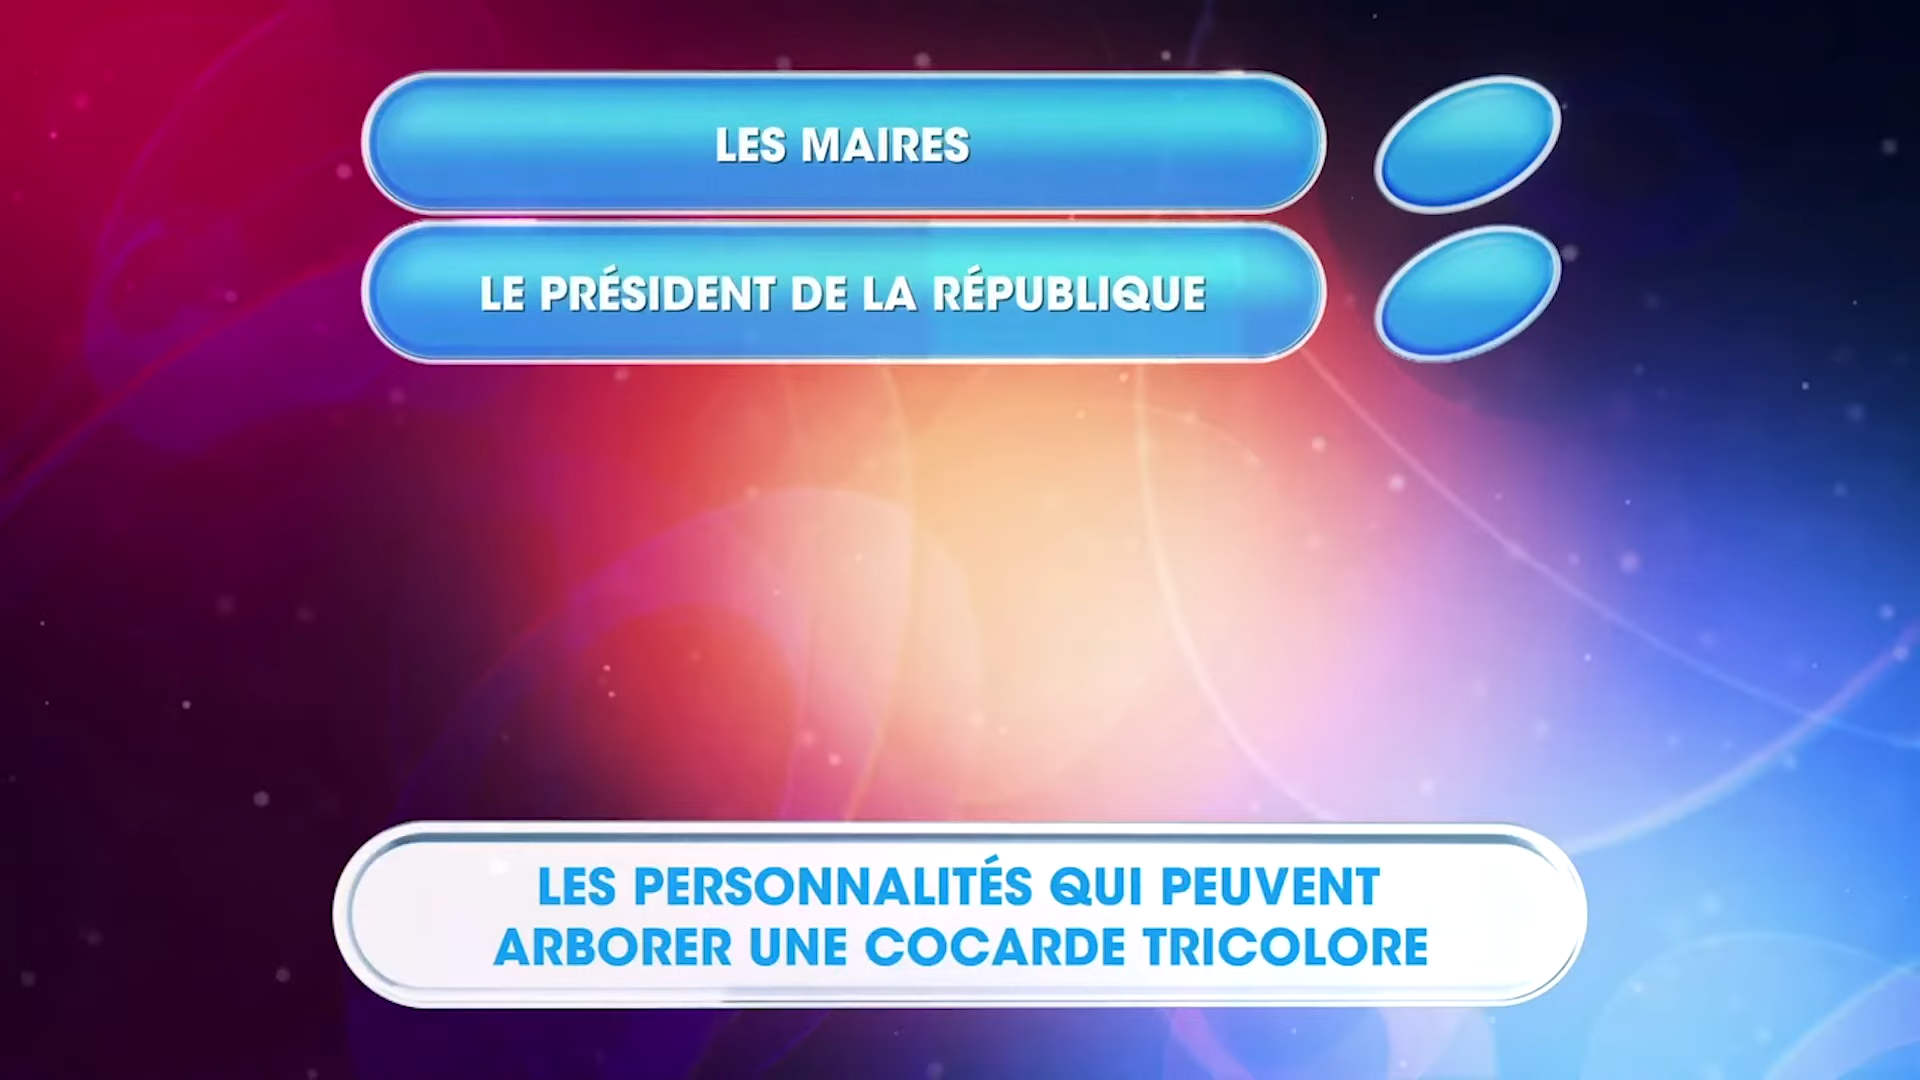 LES MAIRES
LE PRÉSIDENT DE LA RÉPUBLIQUE
LES PERSONNALITÉS QUI PEUVENT
ARBORER UNE COCARDE TRICOLORE